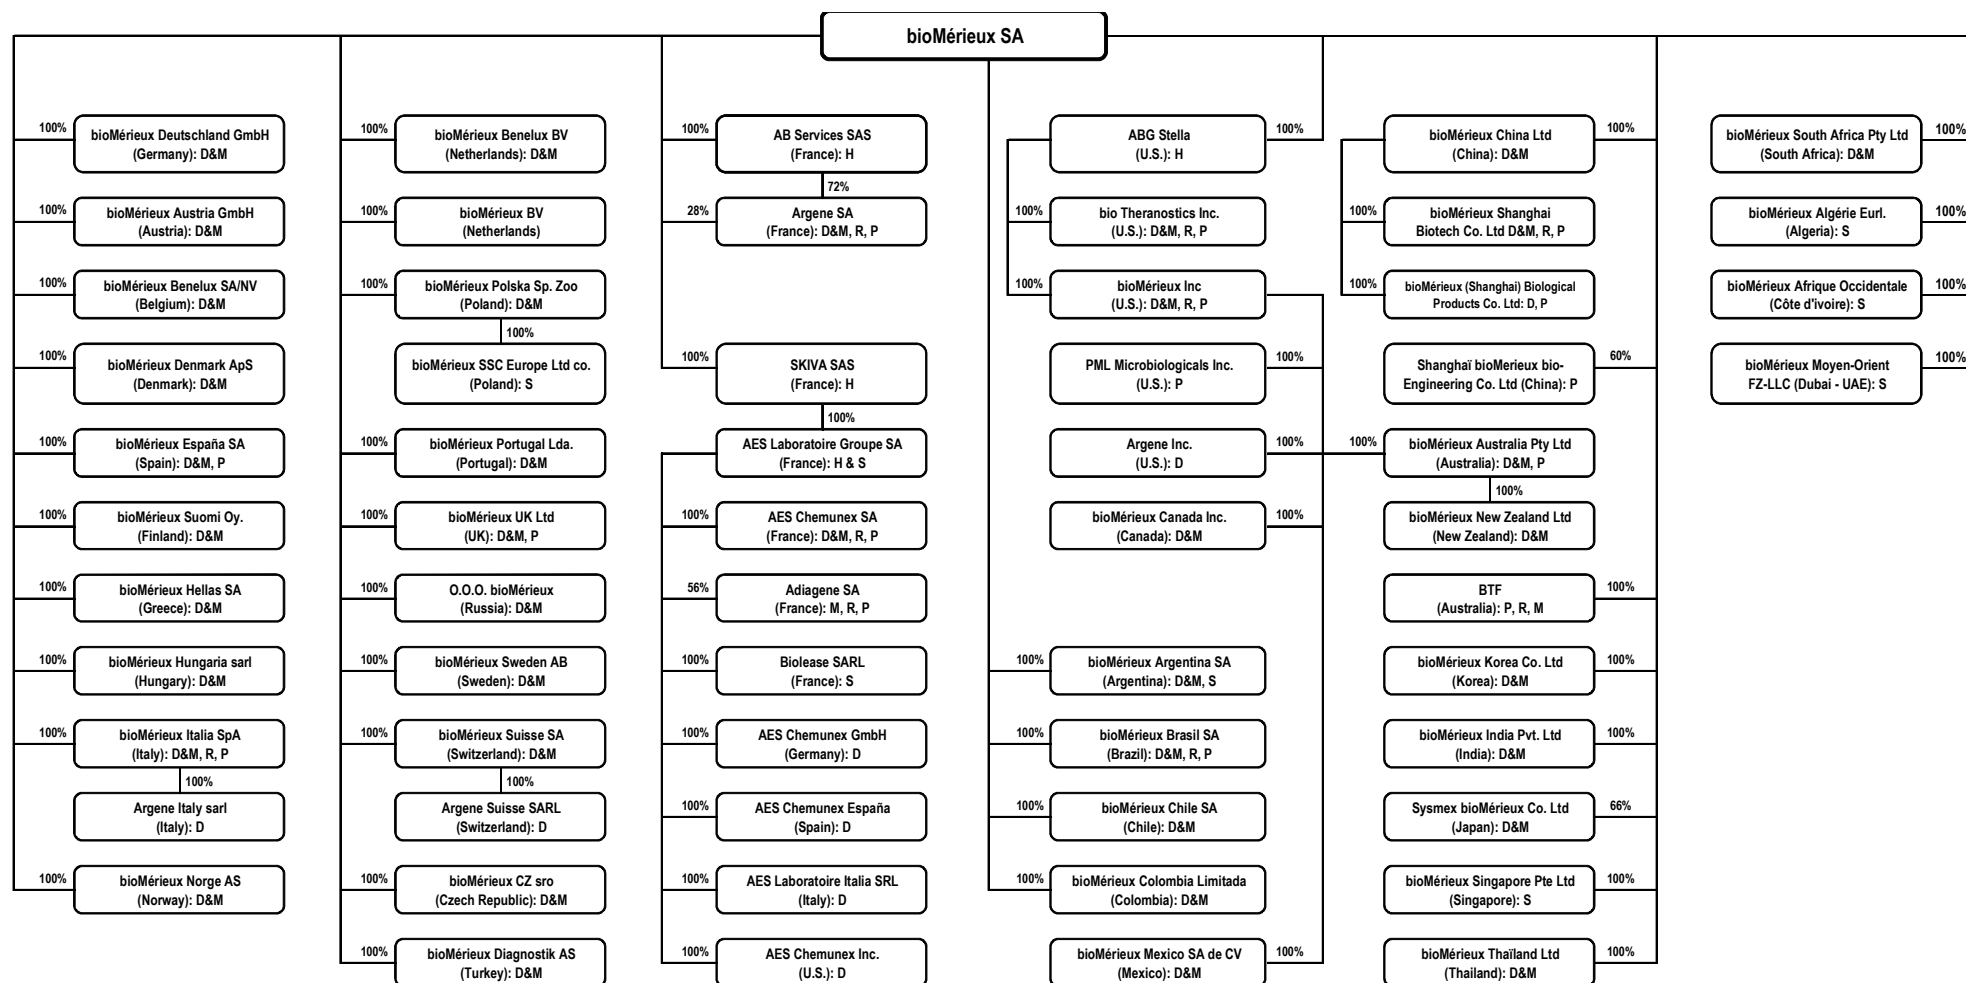 bioMérieux SA
100%
bioMérieux Deutschland GmbH
(Germany): D&M
100%
bioMérieux Austria GmbH
(Austria): D&M
100%
bioMérieux Benelux SA/NV
(Belgium): D&M
100%
bioMérieux Denmark ApS
(Denmark): D&M
100%
bioMérieux España SA
(Spain): D&M, P
100%
bioMérieux Suomi Oy.
(Finland): D&M
100%
bioMérieux Hellas SA
(Greece): D&M
100%
bioMérieux Hungaria sarl
(Hungary): D&M
100%
bioMérieux Italia SpA
(Italy): D&M, R, P
100%
Argene Italy sarl
(Italy): D
100%
bioMérieux Norge AS
(Norway): D&M
100%
bioMérieux Benelux BV
(Netherlands): D&M
100%
bioMérieux BV
(Netherlands)
100%
bioMérieux Polska Sp. Zoo
(Poland): D&M
100%
bioMérieux SSC Europe Ltd co.
(Poland): S
100%
bioMérieux Portugal Lda.
(Portugal): D&M
100%
bioMérieux UK Ltd
(UK): D&M, P
100%
O.O.O. bioMérieux
(Russia): D&M
100%
bioMérieux Sweden AB
(Sweden): D&M
100%
bioMérieux Suisse SA
(Switzerland): D&M
100%
Argene Suisse SARL
(Switzerland): D
100%
bioMérieux CZ sro
(Czech Republic): D&M
100%
bioMérieux Diagnostik AS
(Turkey): D&M
100%
AB Services SAS
(France): H
72%
28%
Argene SA
(France): D&M, R, P
100%
SKIVA SAS
(France): H
100%
AES Laboratoire Groupe SA
(France): H & S
100%
AES Chemunex SA
(France): D&M, R, P
56%
Adiagene SA
(France): M, R, P
100%
Biolease SARL
(France): S
100%
AES Chemunex GmbH
(Germany): D
100%
AES Chemunex España
(Spain): D
100%
AES Laboratoire Italia SRL
(Italy): D
100%
AES Chemunex Inc.
(U.S.): D
ABG Stella
(U.S.): H
100%
100%
bio Theranostics Inc.
(U.S.): D&M, R, P
100%
bioMérieux Inc
(U.S.): D&M, R, P
PML Microbiologicals Inc.
(U.S.): P
100%
Argene Inc.
(U.S.): D
100%
bioMérieux Canada Inc.
(Canada): D&M
100%
100%
bioMérieux Argentina SA
(Argentina): D&M, S
100%
bioMérieux Brasil SA
(Brazil): D&M, R, P
100%
bioMérieux Chile SA
(Chile): D&M
100%
bioMérieux Colombia Limitada
(Colombia): D&M
bioMérieux Mexico SA de CV
(Mexico): D&M
100%
bioMérieux China Ltd
(China): D&M
100%
100%
bioMérieux Shanghai
Biotech Co. Ltd D&M, R, P
100%
bioMérieux (Shanghai) Biological
Products Co. Ltd: D, P
Shanghaï bioMerieux bio-
Engineering Co. Ltd (China): P
60%
100%
bioMérieux Australia Pty Ltd
(Australia): D&M, P
100%
bioMérieux New Zealand Ltd
(New Zealand): D&M
BTF
(Australia): P, R, M
100%
bioMérieux Korea Co. Ltd
(Korea): D&M
100%
bioMérieux India Pvt. Ltd
(India): D&M
100%
Sysmex bioMérieux Co. Ltd
(Japan): D&M
66%
bioMérieux Singapore Pte Ltd
(Singapore): S
100%
bioMérieux Thaïland Ltd
(Thailand): D&M
100%
bioMérieux South Africa Pty Ltd
(South Africa): D&M
100%
bioMérieux Algérie Eurl.
(Algeria): S
100%
bioMérieux Afrique Occidentale
(Côte d'ivoire): S
100%
bioMérieux Moyen-Orient
FZ-LLC (Dubai - UAE): S
100%